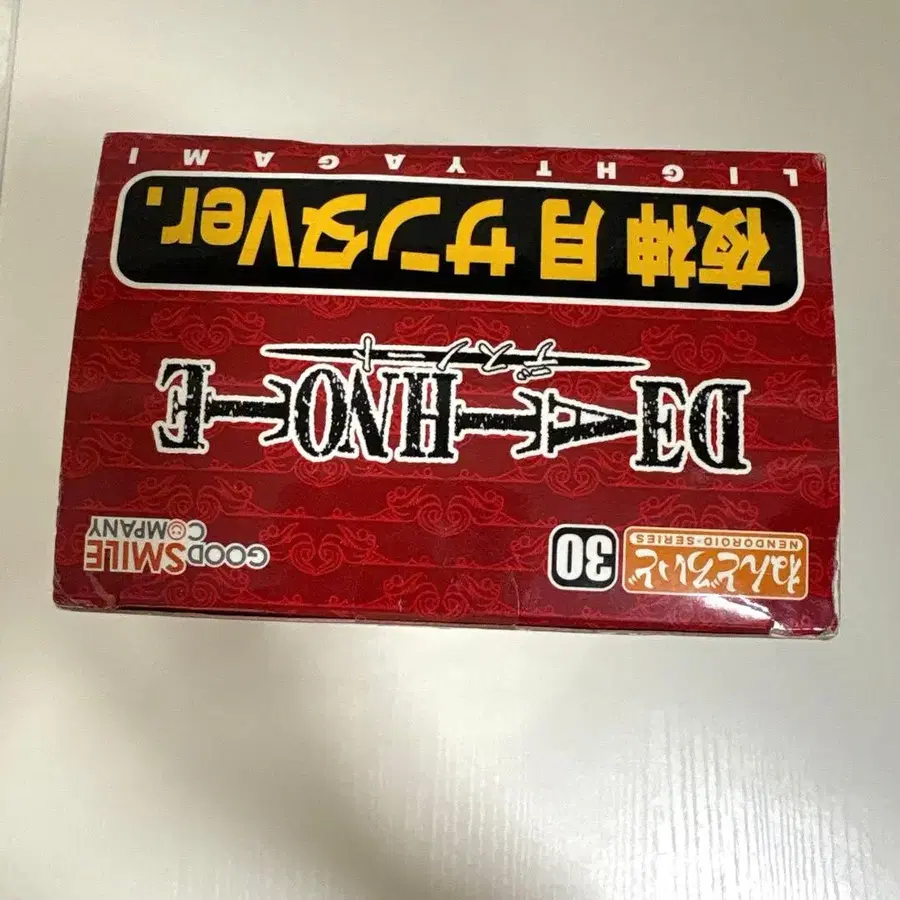 ねんどろいど
NENDOROID・SERIES
30
GOOD SMILE
COMPANY
DEATH NOTE
デスノート
夜神 月 サンタVer.
LIGHT YAGAMI